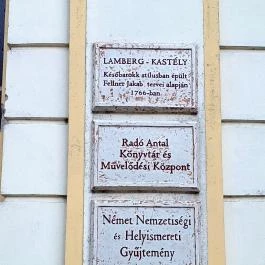 LAMBERG - KASTÉLY
Későbarokk stílusban épült
Fellner Jakab tervei alapján
1766-ban
Radó Antal
Könyvtár és
Művelődési Központ
Német Nemzetiségi
és Helyismereti
Gyűjtemény